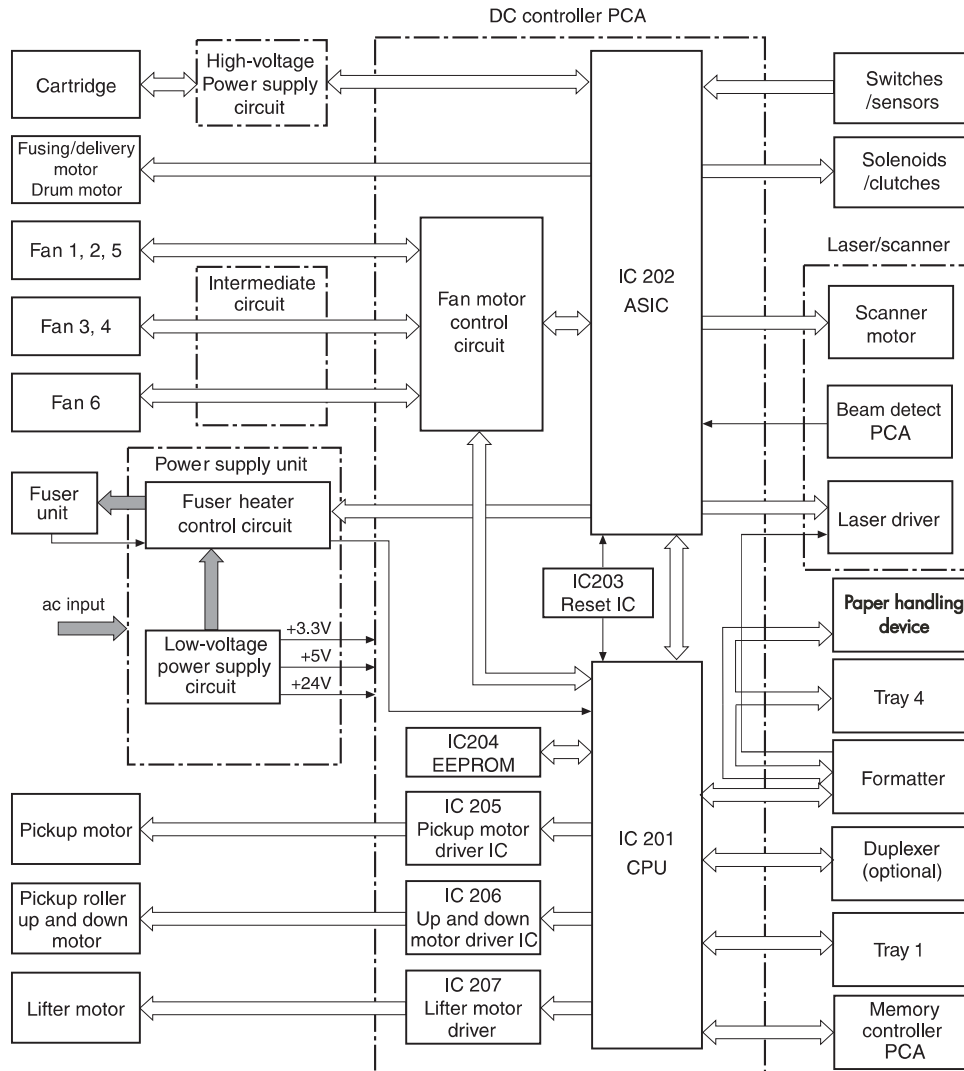 DC controller PCA
Cartridge
High-voltage
Power supply
circuit
Switches
/sensors
Fusing/delivery
motor
Drum motor
Solenoids
/clutches
Fan 1, 2, 5
Laser/scanner
Intermediate
circuit
Fan motor
control
circuit
IC 202
ASIC
Scanner
motor
Fan 3, 4
Fan 6
Beam detect
PCA
Power supply unit
Fuser
unit
Fuser heater
control circuit
Laser driver
IC203
Reset IC
ac input
Low-voltage
power supply
circuit
+3.3V
+5V
+24V
Paper handling
device
Tray 4
IC204
EEPROM
Formatter
Pickup motor
IC 205
Pickup motor
driver IC
IC 201
CPU
Duplexer
(optional)
Pickup roller
up and down
motor
IC 206
Up and down
motor driver IC
Tray 1
Lifter motor
IC 207
Lifter motor
driver
Memory
controller
PCA